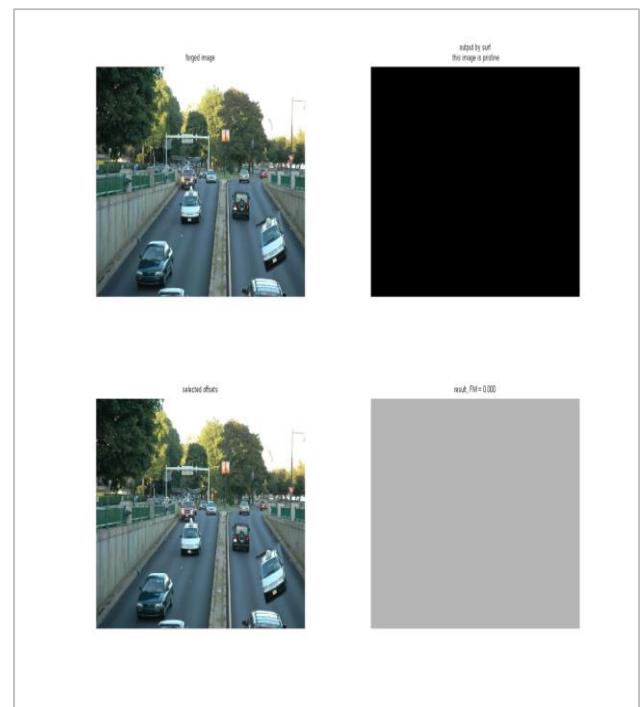 forged image
output by surf
this image is pristine
selected offsets
result, FM = 0.000